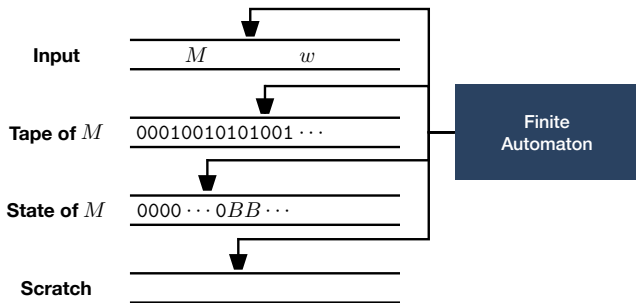 Input M w
Finite
Automaton
Tape of M 00010010101001 ···
State of M 0000 ··· 0BB ···
Scratch